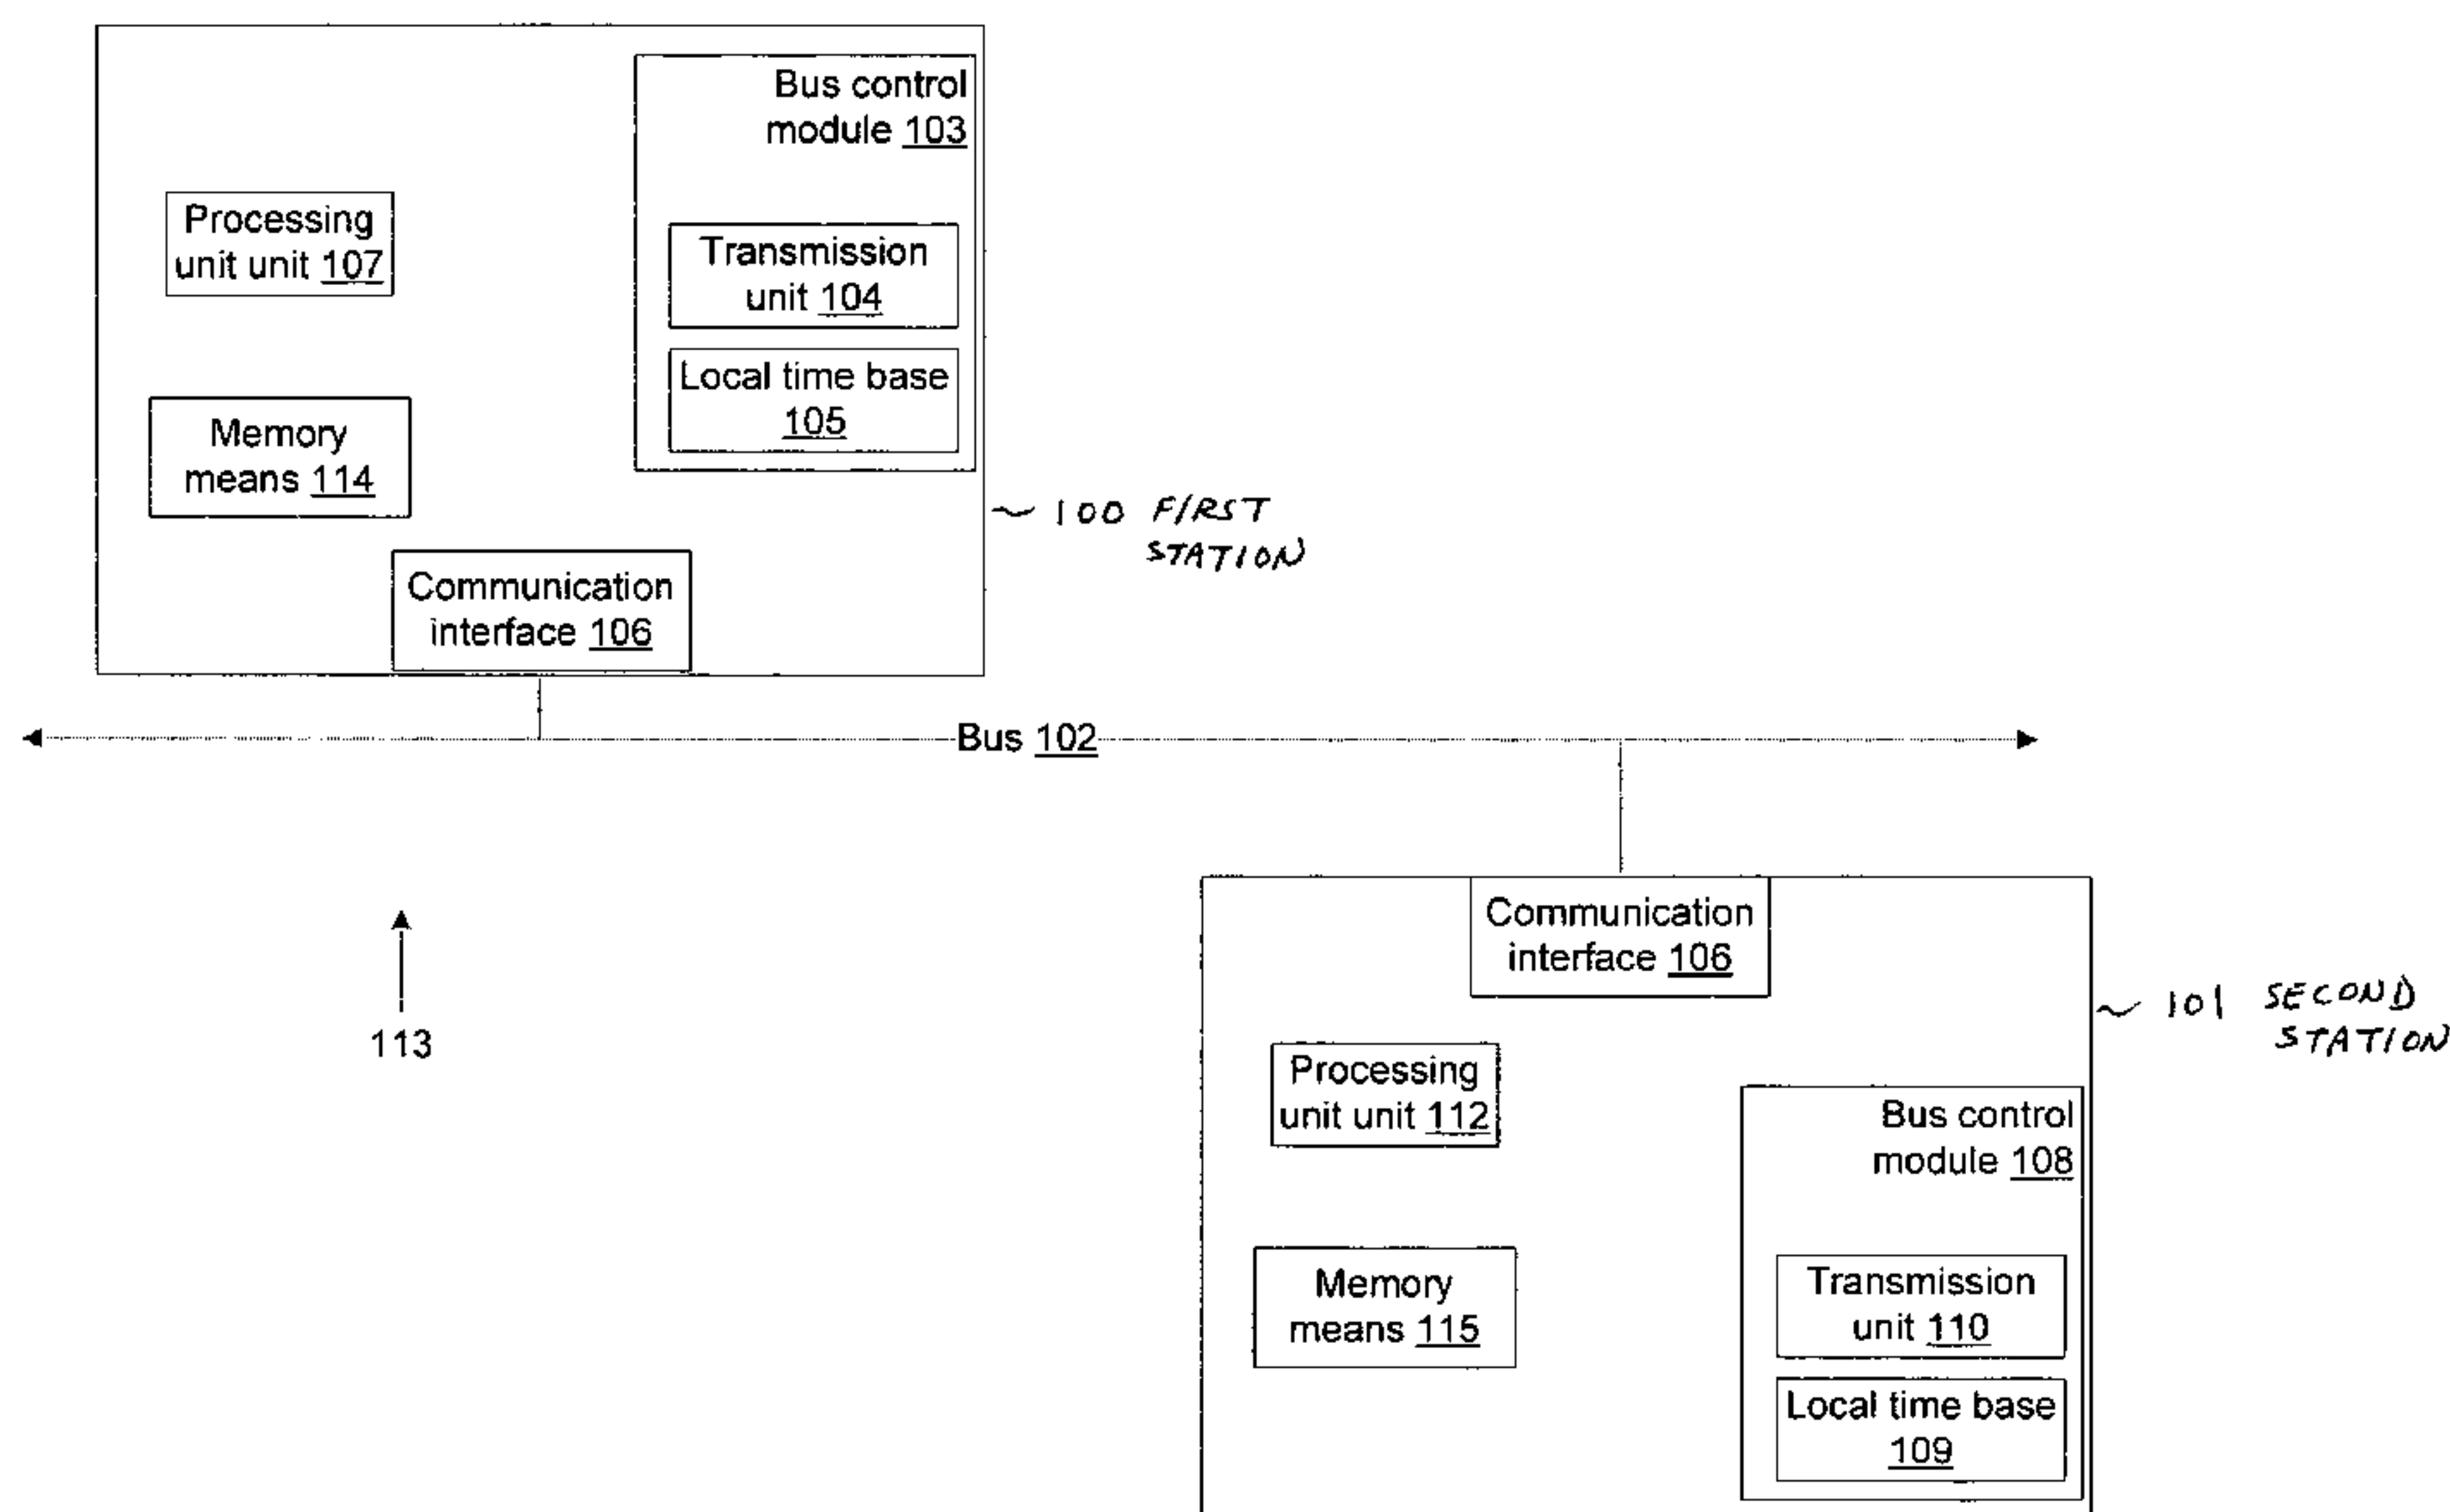 Bus control
module 103
Processing
unit unit 107
Transmission
unit 104
Local time base
105
Memory
means 114
100 FIRST
STATION
Communication
interface 106
Bus 102
113
Communication
interface 106
101 SECOND
STATION
Processing
unit unit 112
Bus control
module 108
Memory
means 115
Transmission
unit 110
Local time base
109